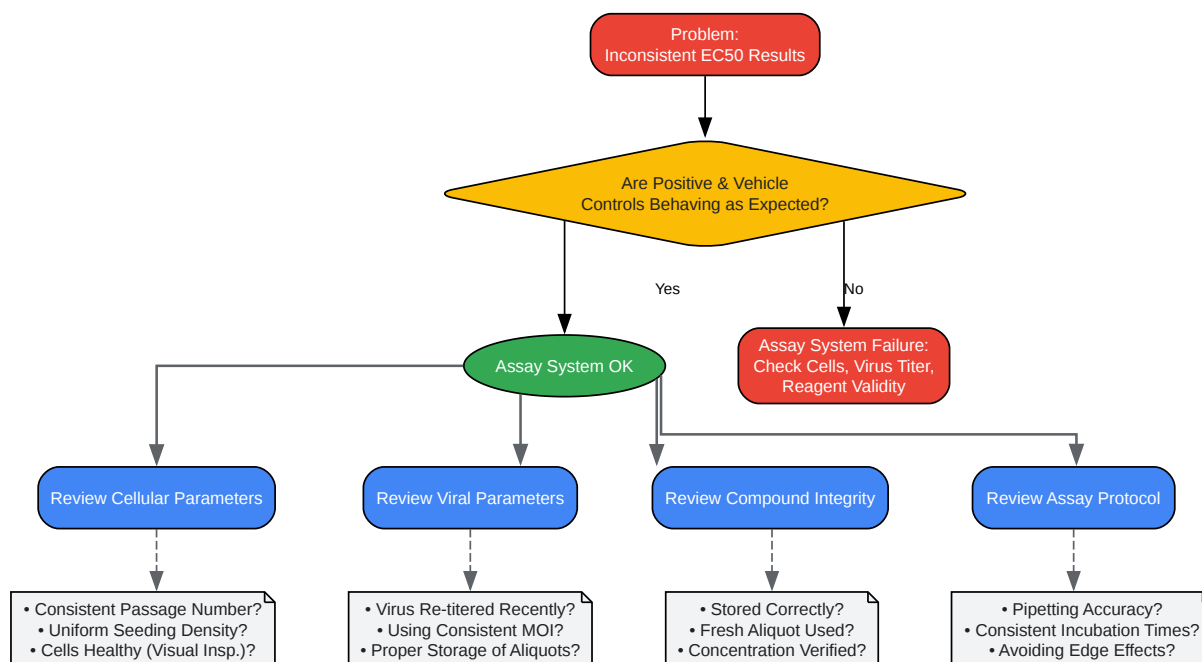 Problem:
Inconsistent EC50 Results
Are Positive & Vehicle
Controls Behaving as Expected?
Yes
No
Assay System OK
Assay System Failure:
Check Cells, Virus Titer,
Reagent Validity
Review Cellular Parameters
Review Viral Parameters
Review Compound Integrity
Review Assay Protocol
• Consistent Passage Number?
• Uniform Seeding Density?
• Cells Healthy (Visual Insp.)?
• Virus Re-titered Recently?
• Using Consistent MOI?
• Proper Storage of Aliquots?
• Stored Correctly?
• Fresh Aliquot Used?
• Concentration Verified?
• Pipetting Accuracy?
• Consistent Incubation Times?
• Avoiding Edge Effects?